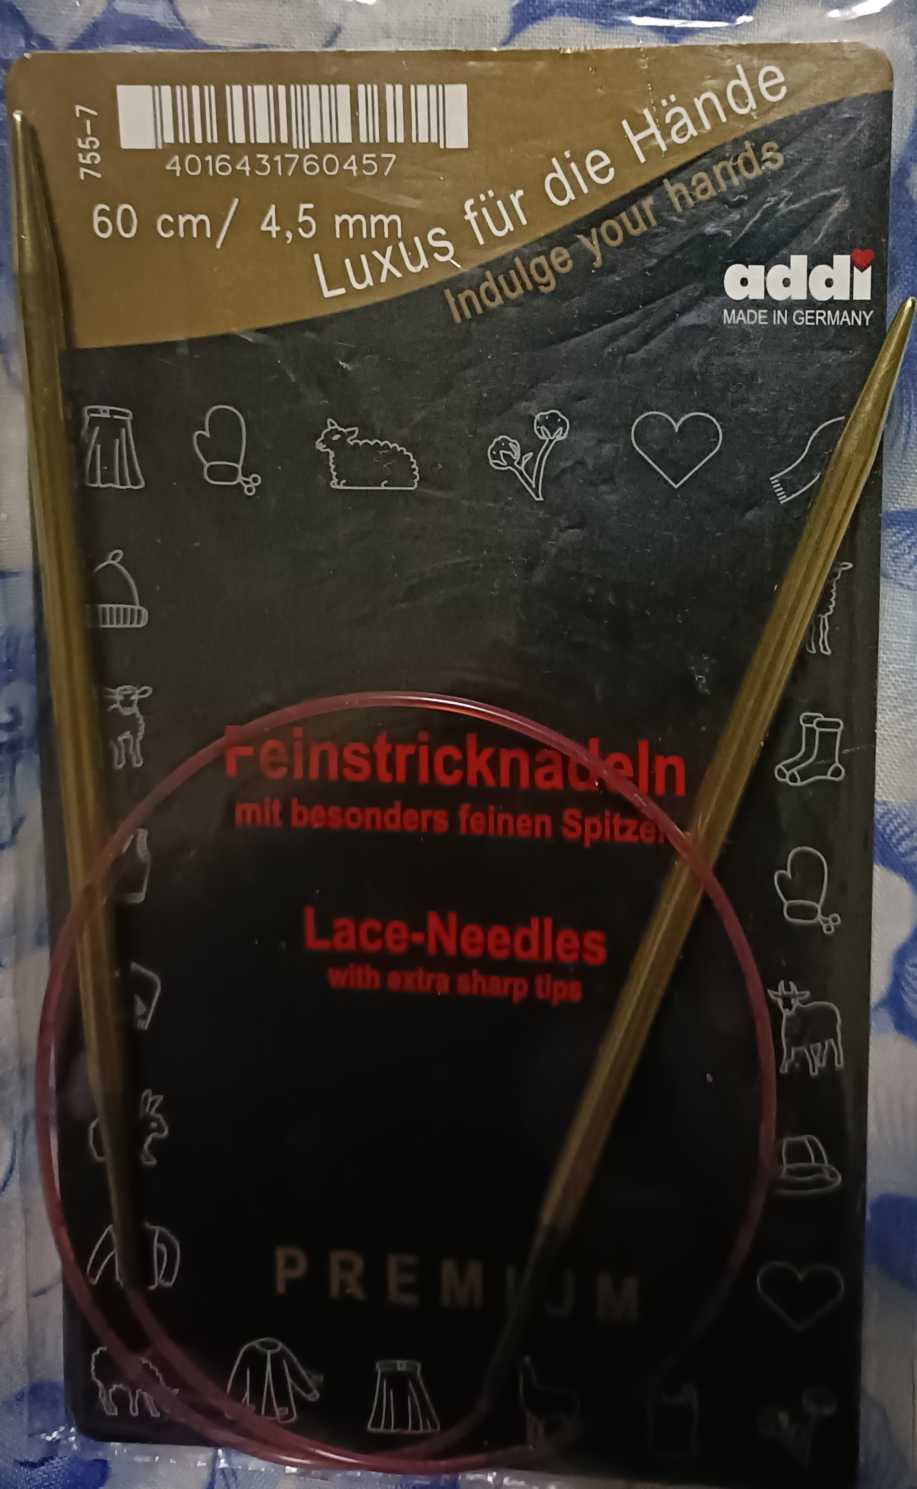 755-7
4016431760457
60 cm/ 4,5 mm
Luxus für die Hände
Indulge your hands
addi
MADE IN GERMANY
Feinstricknadeln
mit besonders feinen Spitzen
Lace-Needles
with extra sharp tips
PREMIUM